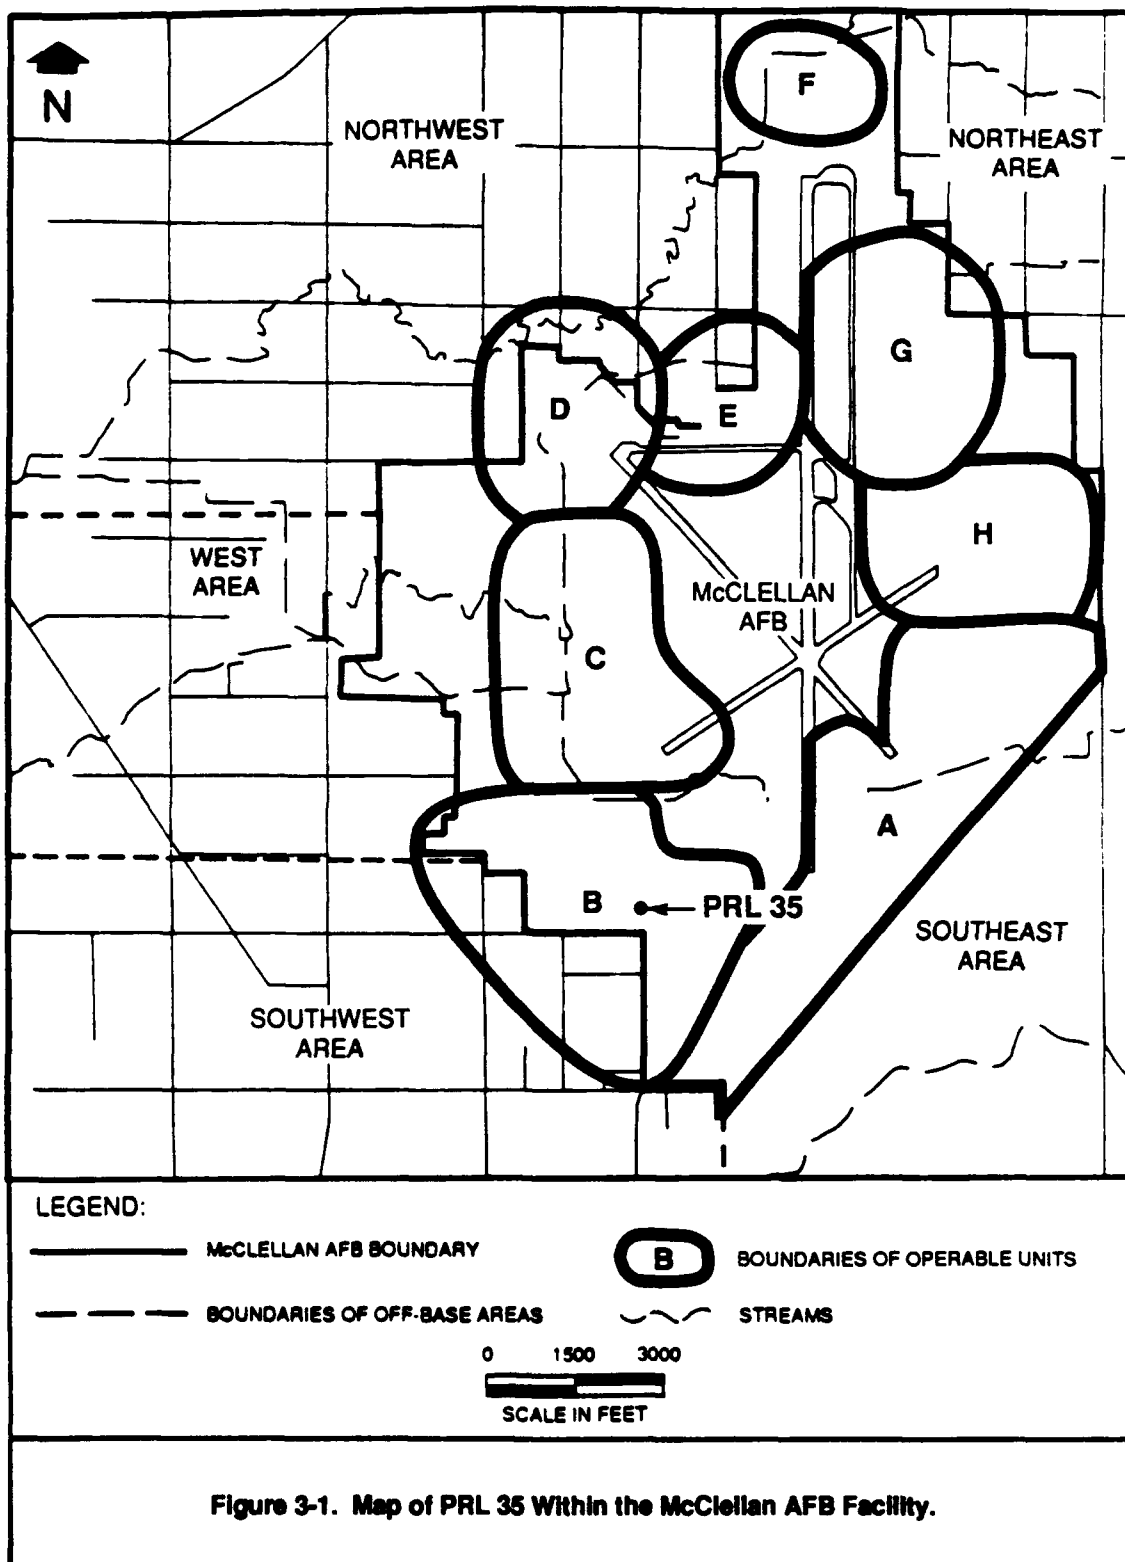 N
F
NORTHWEST
AREA
NORTHEAST
AREA
G
D
E
H
WEST
AREA
McCLELLAN
AFB
C
A
B
PRL 35
SOUTHEAST
AREA
SOUTHWEST
AREA
LEGEND:
McCLELLAN AFB BOUNDARY
B
BOUNDARIES OF OPERABLE UNITS
BOUNDARIES OF OFF-BASE AREAS
STREAMS
0 1500 3000
SCALE IN FEET
Figure 3-1. Map of PRL 35 Within the McClellan AFB Facility.